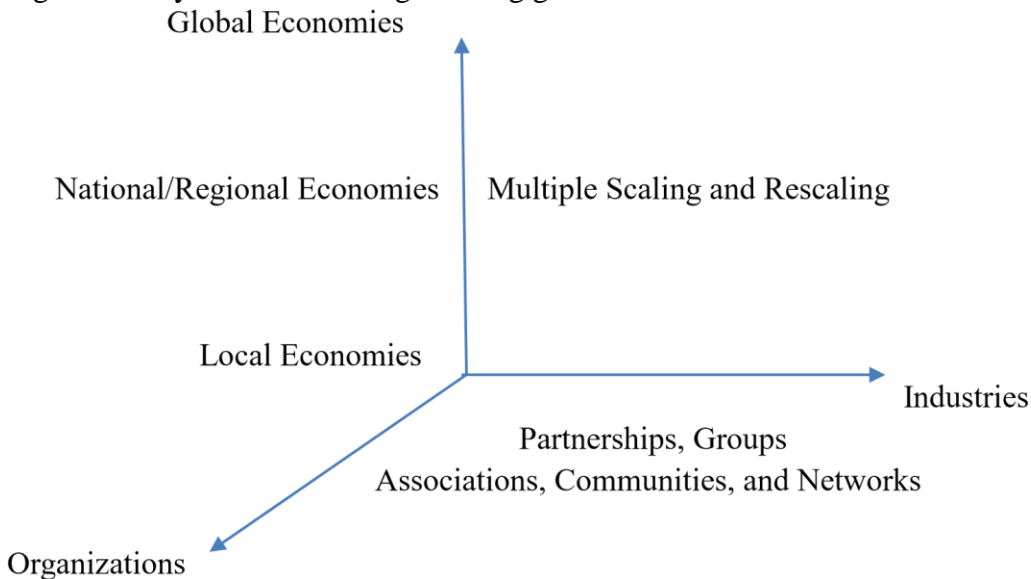 Global Economies
National/Regional Economies
Multiple Scaling and Rescaling
Local Economies
Industries
Partnerships, Groups
Associations, Communities, and Networks
Organizations